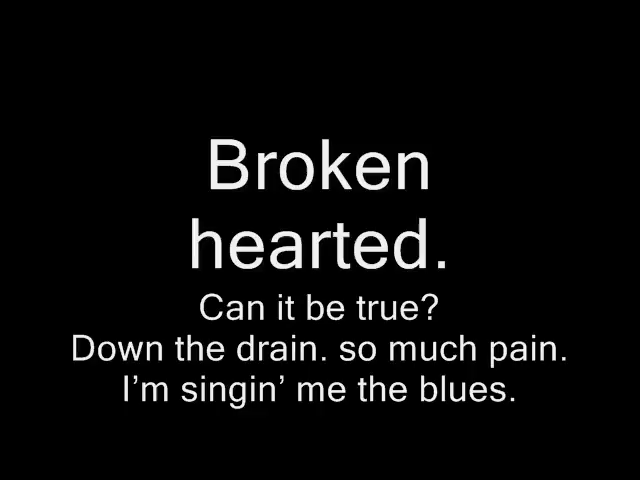 Broken
hearted.
Can it be true?
Down the drain. so much pain.
I’m singin’ me the blues.